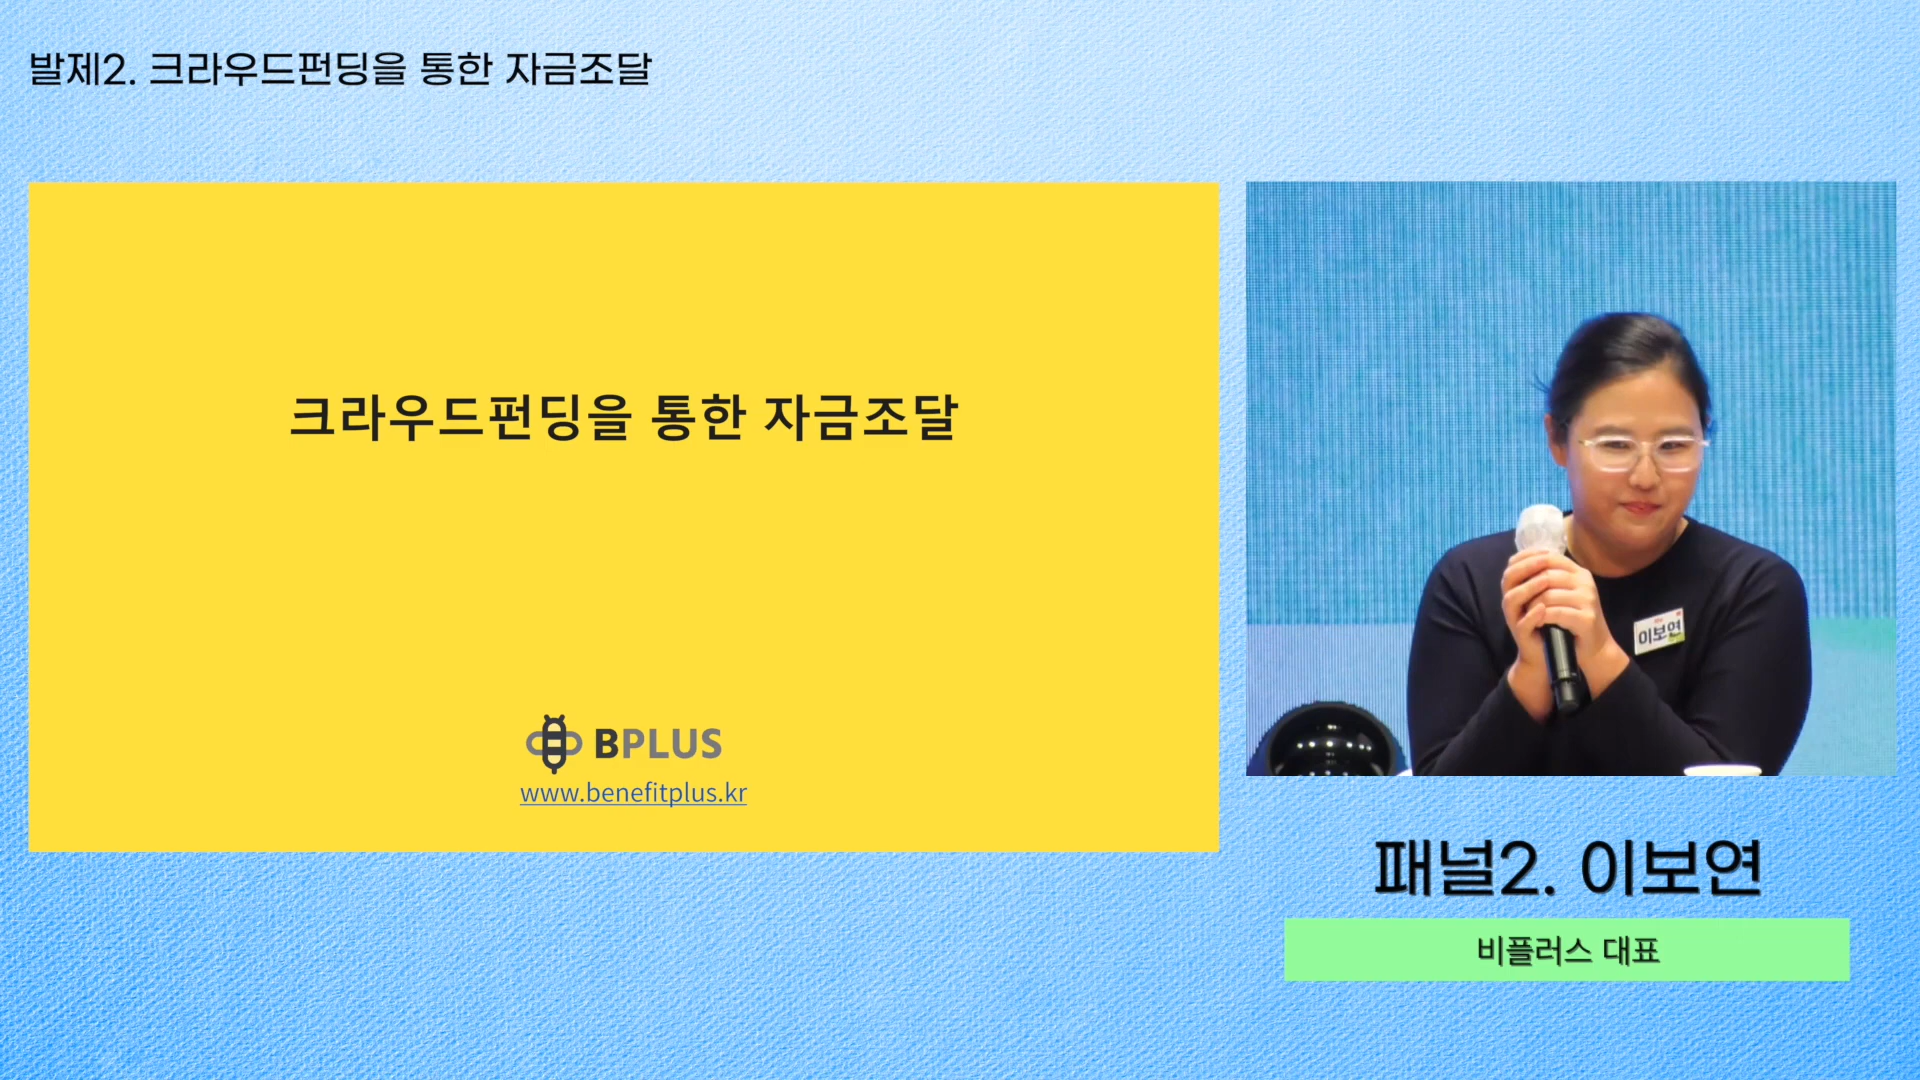 발제2. 크라우드펀딩을 통한 자금조달
크라우드펀딩을 통한 자금조달
BPLUS
www.benefitplus.kr
이보연
패널2. 이보연
비플러스 대표